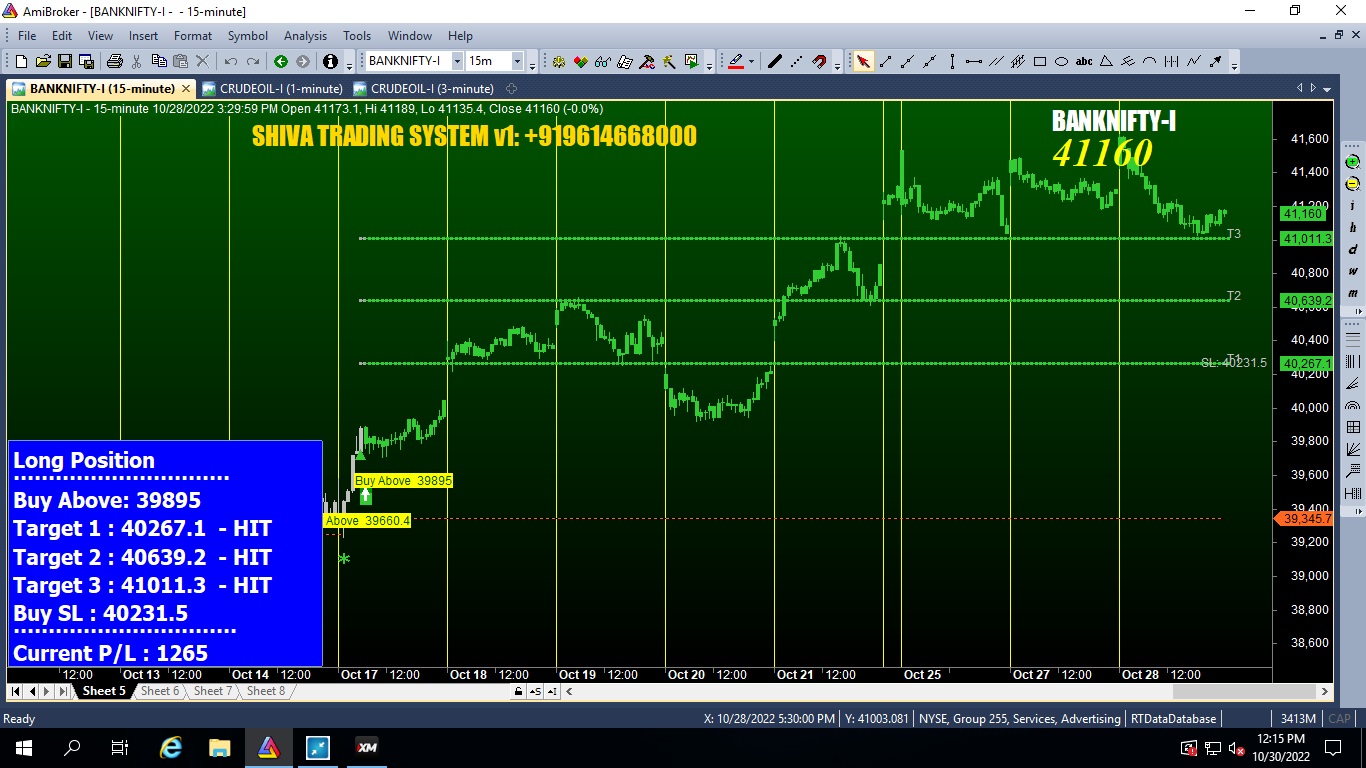 AmiBroker - [BANKNIFTY-I - - 15-minute]
File Edit View Insert Format Symbol Analysis Tools Window Help
BANKNIFTY-I 15m abc
BANKNIFTY-I (15-minute) CRUDEOIL-I (1-minute) CRUDEOIL-I (3-minute)
BANKNIFTY-I - 15-minute 10/28/2022 3:29:59 PM Open 41173.1, Hi 41189, Lo 41135.4, Close 41160 (-0.0%)
SHIVA TRADING SYSTEM v1: +919614668000
BANKNIFTY-I
41160
41,600
41,400
41,200
41,160
T3
41,011.3
40,800
T2
40,639.2
40,400
T1
SL: 40231.5
40,267.1
40,200
40,000
39,800
39,600
39,400
39,345.7
39,200
39,000
38,800
38,600
Buy Above 39895
Above 39660.4
Long Position
Buy Above: 39895
Target 1 : 40267.1 - HIT
Target 2 : 40639.2 - HIT
Target 3 : 41011.3 - HIT
Buy SL : 40231.5
Current P/L : 1265
12:00 Oct 13 12:00 Oct 14 12:00 Oct 17 12:00 Oct 18 12:00 Oct 19 12:00 Oct 20 12:00 Oct 21 12:00 Oct 25 Oct 27 12:00 Oct 28 12:00
Sheet 5 Sheet 6 Sheet 7 Sheet 8
S I
i
h
d
w
m
Ready X: 10/28/2022 5:30:00 PM Y: 41003.081 NYSE, Group 255, Services, Advertising RTDataDatabase 3413M CAP
XM
12:15 PM
10/30/2022